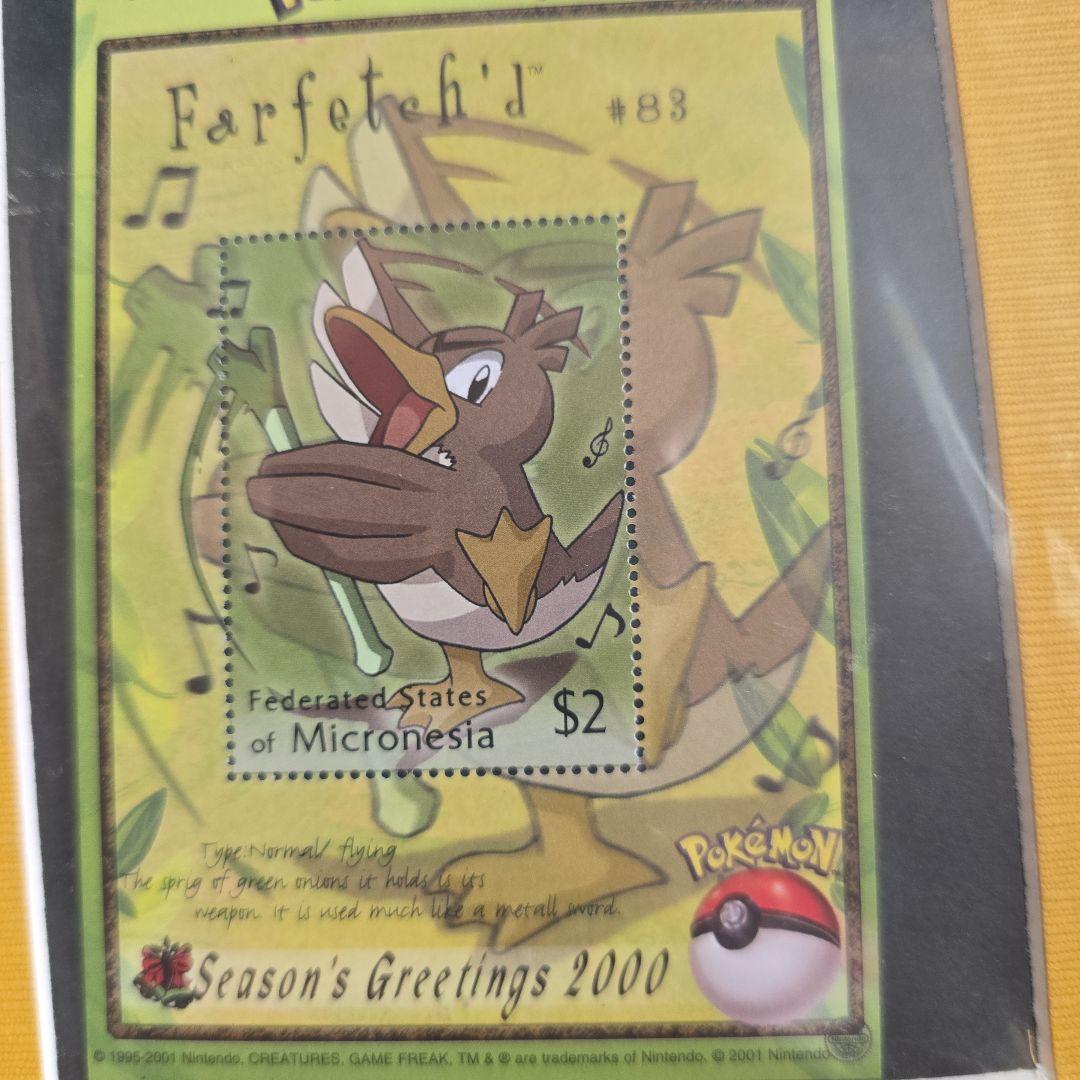 Farfetch'd™ #83
Federated States
of Micronesia $2
Type:Normal/ flying
The sprig of green onions it holds is its
weapon. It is used much like a metall sword.
POKéMON
Season's Greetings 2000
© 1995-2001 Nintendo, CREATURES, GAME FREAK, TM & ® are trademarks of Nintendo. © 2001 Nintendo